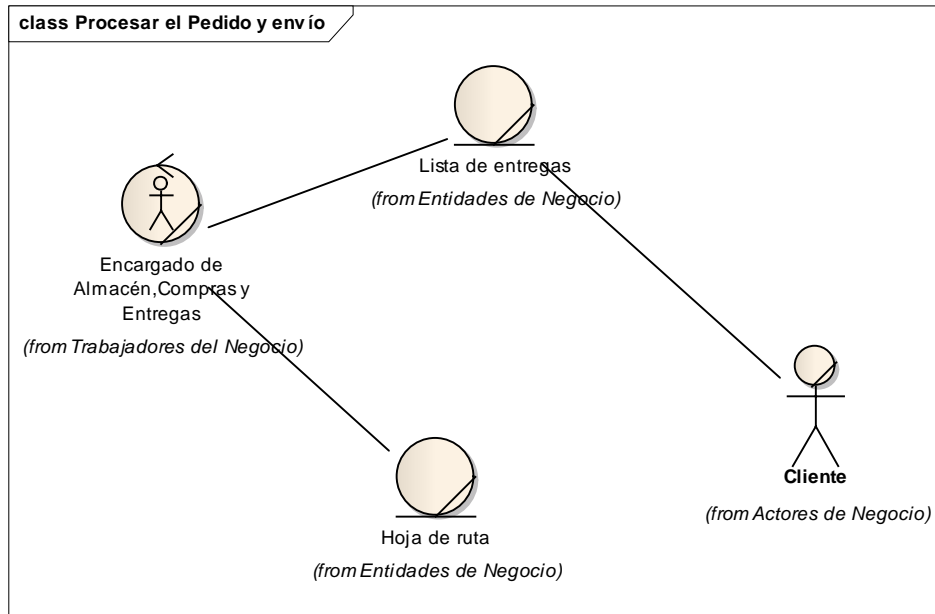 class Procesar el Pedido y envío
Lista de entregas
(from Entidades de Negocio)
Encargado de
Almacén,Compras y
Entregas
(from Trabajadores del Negocio)
Cliente
(from Actores de Negocio)
Hoja de ruta
(from Entidades de Negocio)